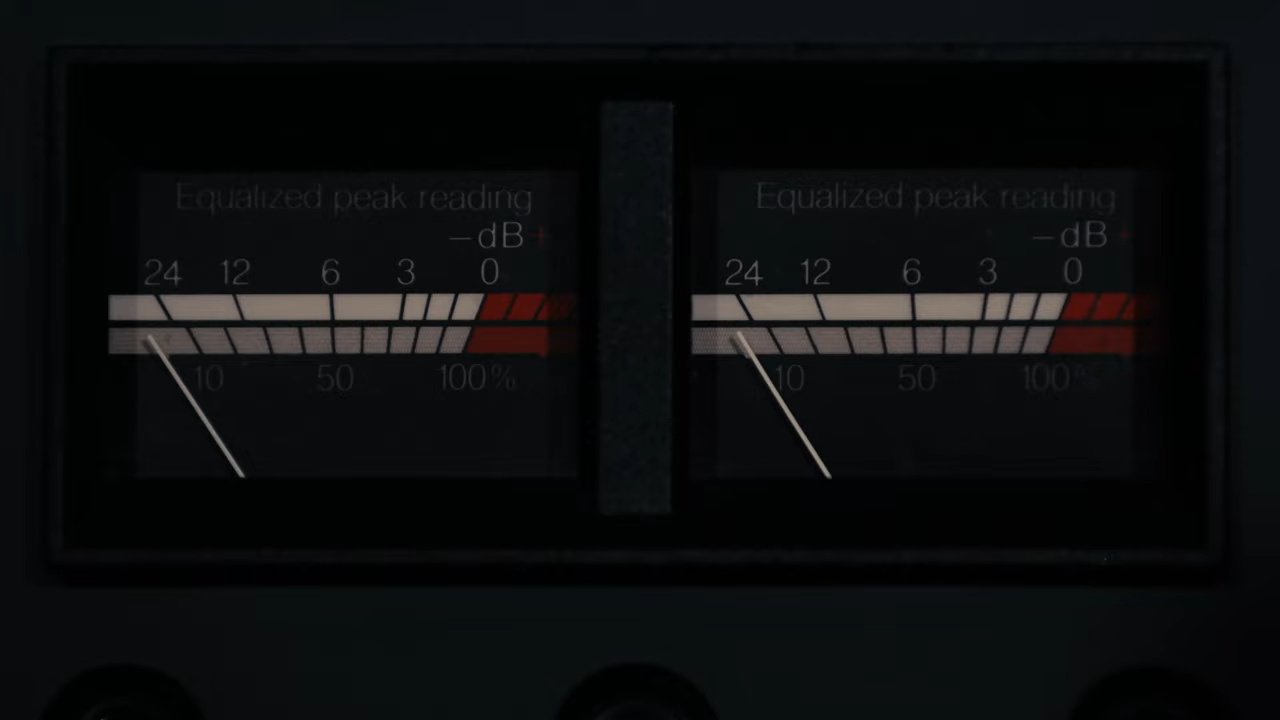 Equalized peak reading
–dB+
24 12 6 3 0
10 50 100%
Equalized peak reading
–dB+
24 12 6 3 0
10 50 100%